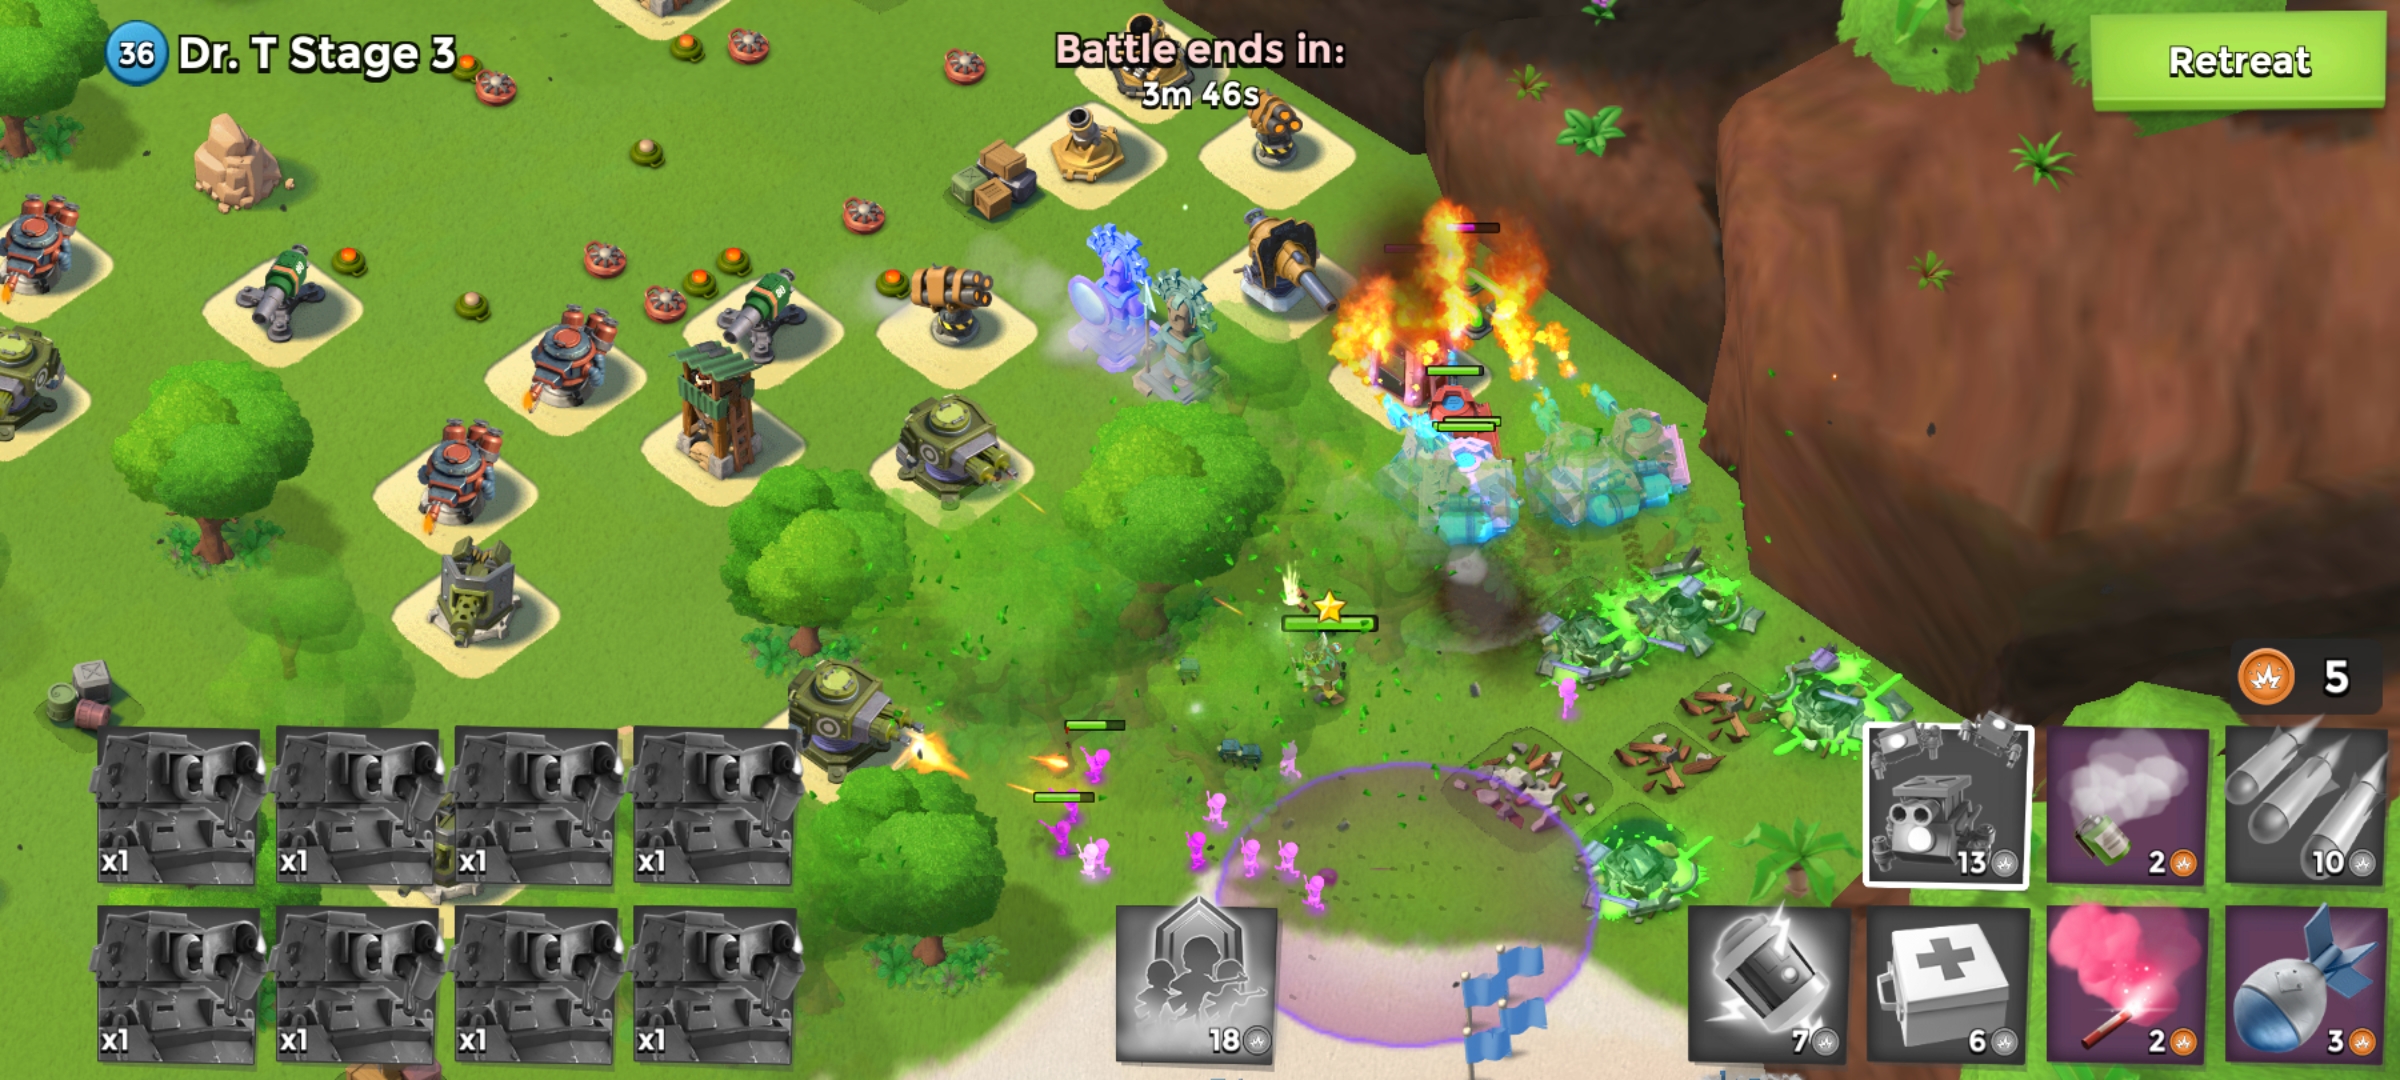 36 Dr. T Stage 3
Battle ends in:
3m 46s
Retreat
5
x1 x1 x1 x1
13 2 10
x1 x1 x1 x1
18 7 6 2 3